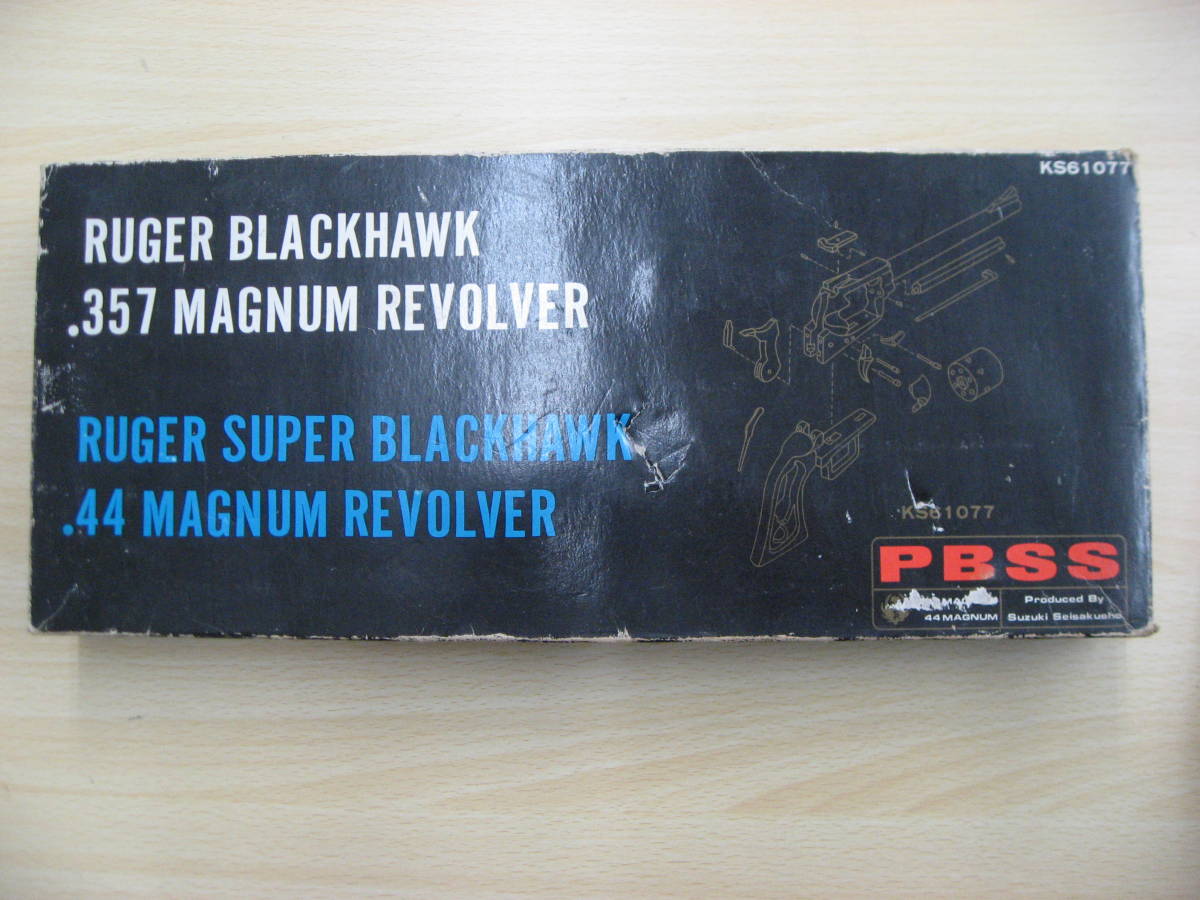 KS61077
RUGER BLACKHAWK
.357 MAGNUM REVOLVER
RUGER SUPER BLACKHAWK
.44 MAGNUM REVOLVER
KS61077
PBSS
44 MAGNUM
Produced By
Suzuki Seisakusho